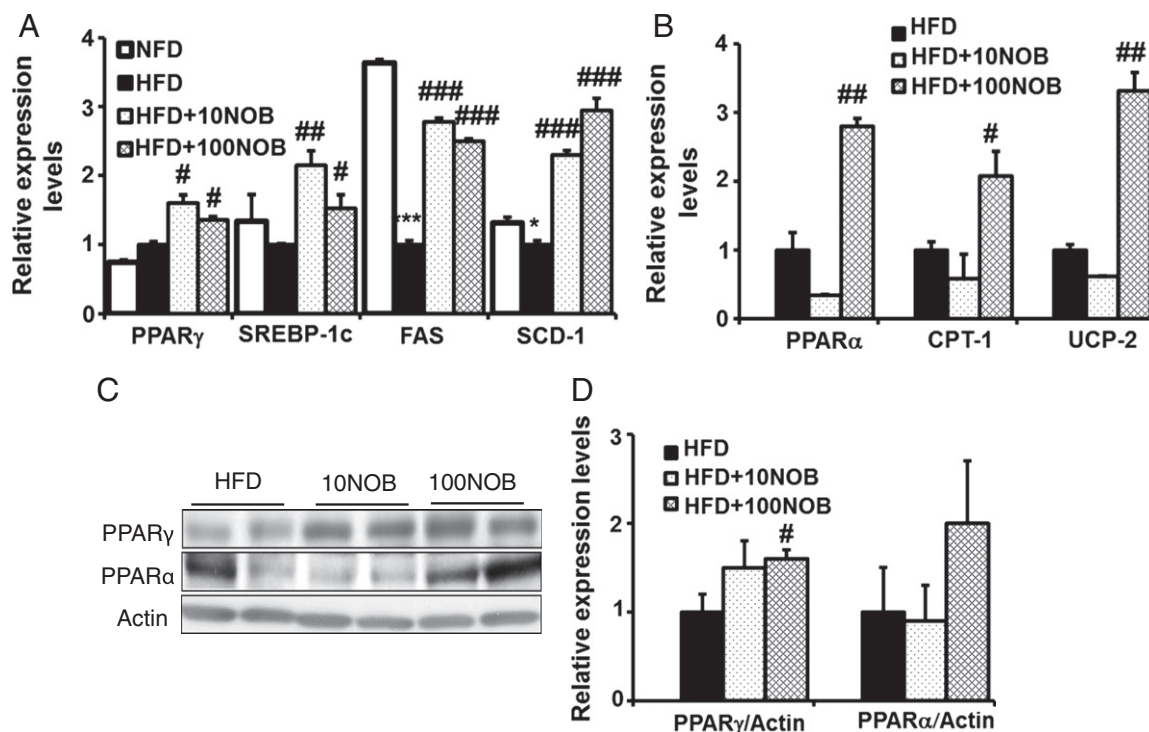 A
Relative expression levels
4
3
2
1
0
NFD
HFD
HFD+10NOB
HFD+100NOB
#
#
##
#
***
###
###
*
###
###
PPARγ
SREBP-1c
FAS
SCD-1
B
Relative expression levels
4
3
2
1
0
HFD
HFD+10NOB
HFD+100NOB
##
#
##
PPARα
CPT-1
UCP-2
C
HFD
10NOB
100NOB
PPARγ
PPARα
Actin
D
Relative expression levels
3
2
1
0
HFD
HFD+10NOB
HFD+100NOB
#
PPARγ/Actin
PPARα/Actin